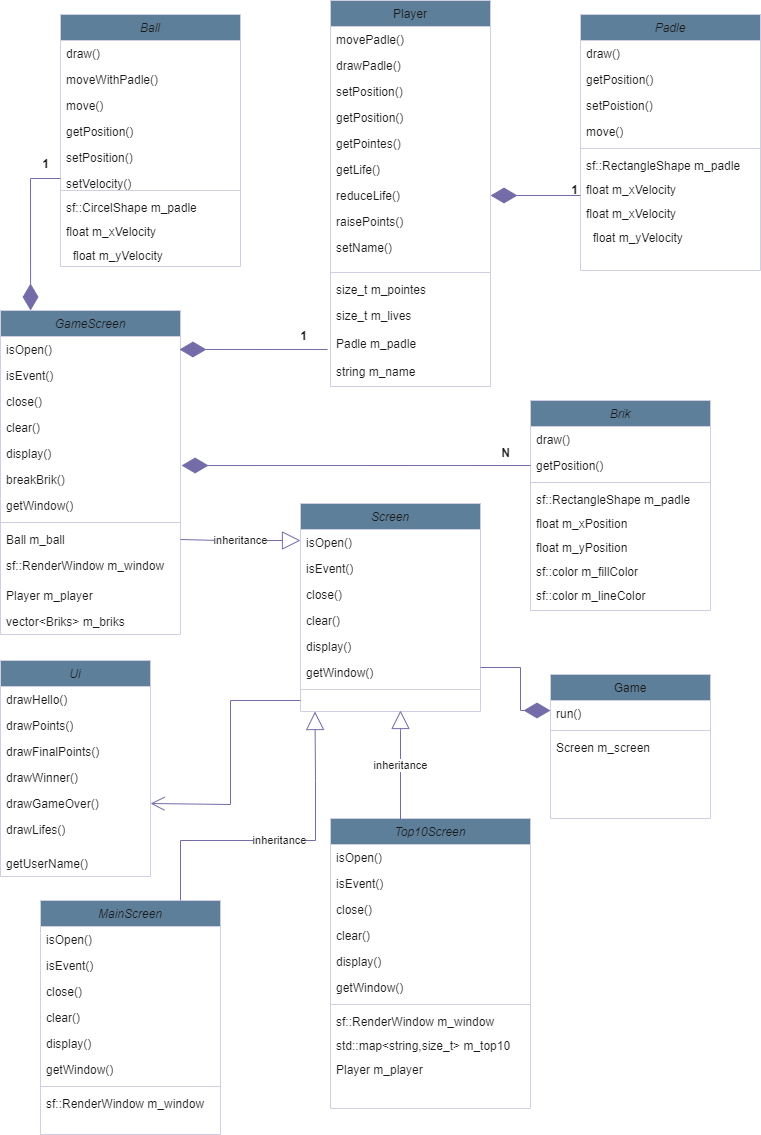 Ball
draw()
moveWithPadle()
move()
getPosition()
setPosition()
setVelocity()
sf::CircelShape m_padle
float m_xVelocity
float m_yVelocity
Player
movePadle()
drawPadle()
setPosition()
getPosition()
getPointes()
getLife()
reduceLife()
raisePoints()
setName()
size_t m_pointes
size_t m_lives
Padle m_padle
string m_name
Padle
draw()
getPosition()
setPoistion()
move()
sf::RectangleShape m_padle
float m_xVelocity
float m_xVelocity
float m_yVelocity
1
1
1
N
GameScreen
isOpen()
isEvent()
close()
clear()
display()
breakBrik()
getWindow()
Ball m_ball
sf::RenderWindow m_window
Player m_player
vector<Briks> m_briks
Brik
draw()
getPosition()
sf::RectangleShape m_padle
float m_xPosition
float m_yPosition
sf::color m_fillColor
sf::color m_lineColor
inheritance
Screen
isOpen()
isEvent()
close()
clear()
display()
getWindow()
Ui
drawHello()
drawPoints()
drawFinalPoints()
drawWinner()
drawGameOver()
drawLifes()
getUserName()
Game
run()
Screen m_screen
inheritance
inheritance
MainScreen
isOpen()
isEvent()
close()
clear()
display()
getWindow()
sf::RenderWindow m_window
Top10Screen
isOpen()
isEvent()
close()
clear()
display()
getWindow()
sf::RenderWindow m_window
std::map<string,size_t> m_top10
Player m_player